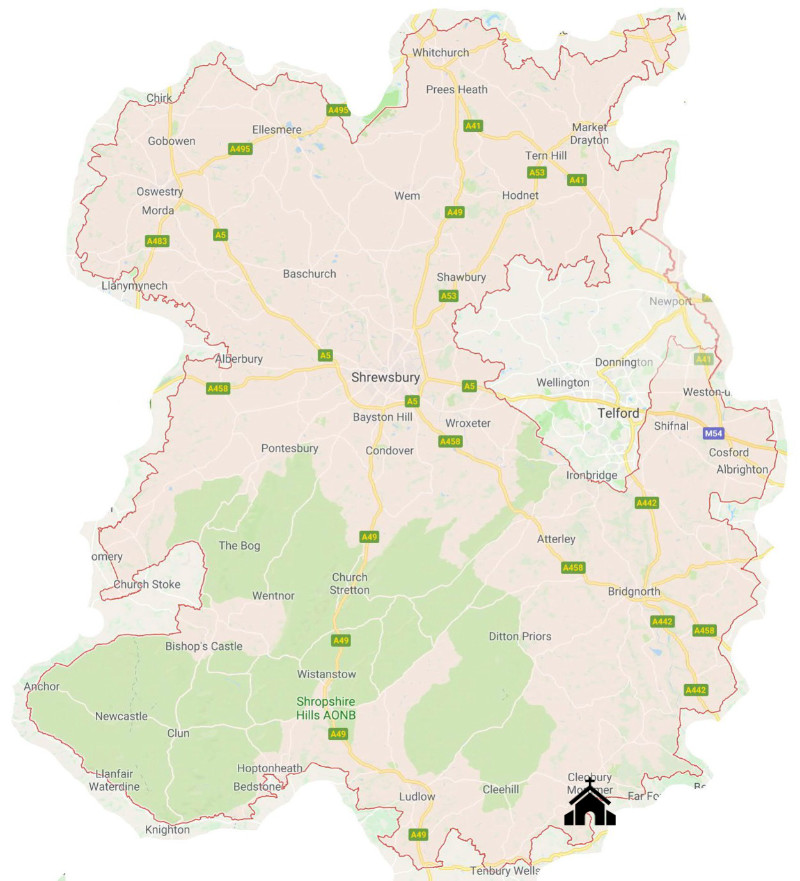 M
Whitchurch
Chirk
Prees Heath
A495
A41
Ellesmere
Gobowen
A495
Market
Drayton
Tern Hill
A53
A41
Oswestry
Wem
Hodnet
Morda
A49
A5
A483
Baschurch
Shawbury
Llanymynech
A53
Newport
Alberbury
A5
A41
Donnington
Shrewsbury
Wellington
A458
A5
Weston-u
A5
Telford
Bayston Hill
Wroxeter
Shifnal
M54
A458
Pontesbury
Condover
Cosford
Albrighton
Ironbridge
A442
A49
Atterley
The Bog
omery
A458
Church
Stretton
Church Stoke
Wentnor
Bridgnorth
A442
A458
Ditton Priors
A49
Bishop's Castle
Wistanstow
Anchor
A442
Shropshire
Hills AONB
Newcastle
Clun
A49
Hoptonheath
Llanfair
Waterdine
Bedstone
Cleobury
Mortimer
Cleehill
Ludlow
Far Fo
Be
Knighton
A49
Tenbury Wells